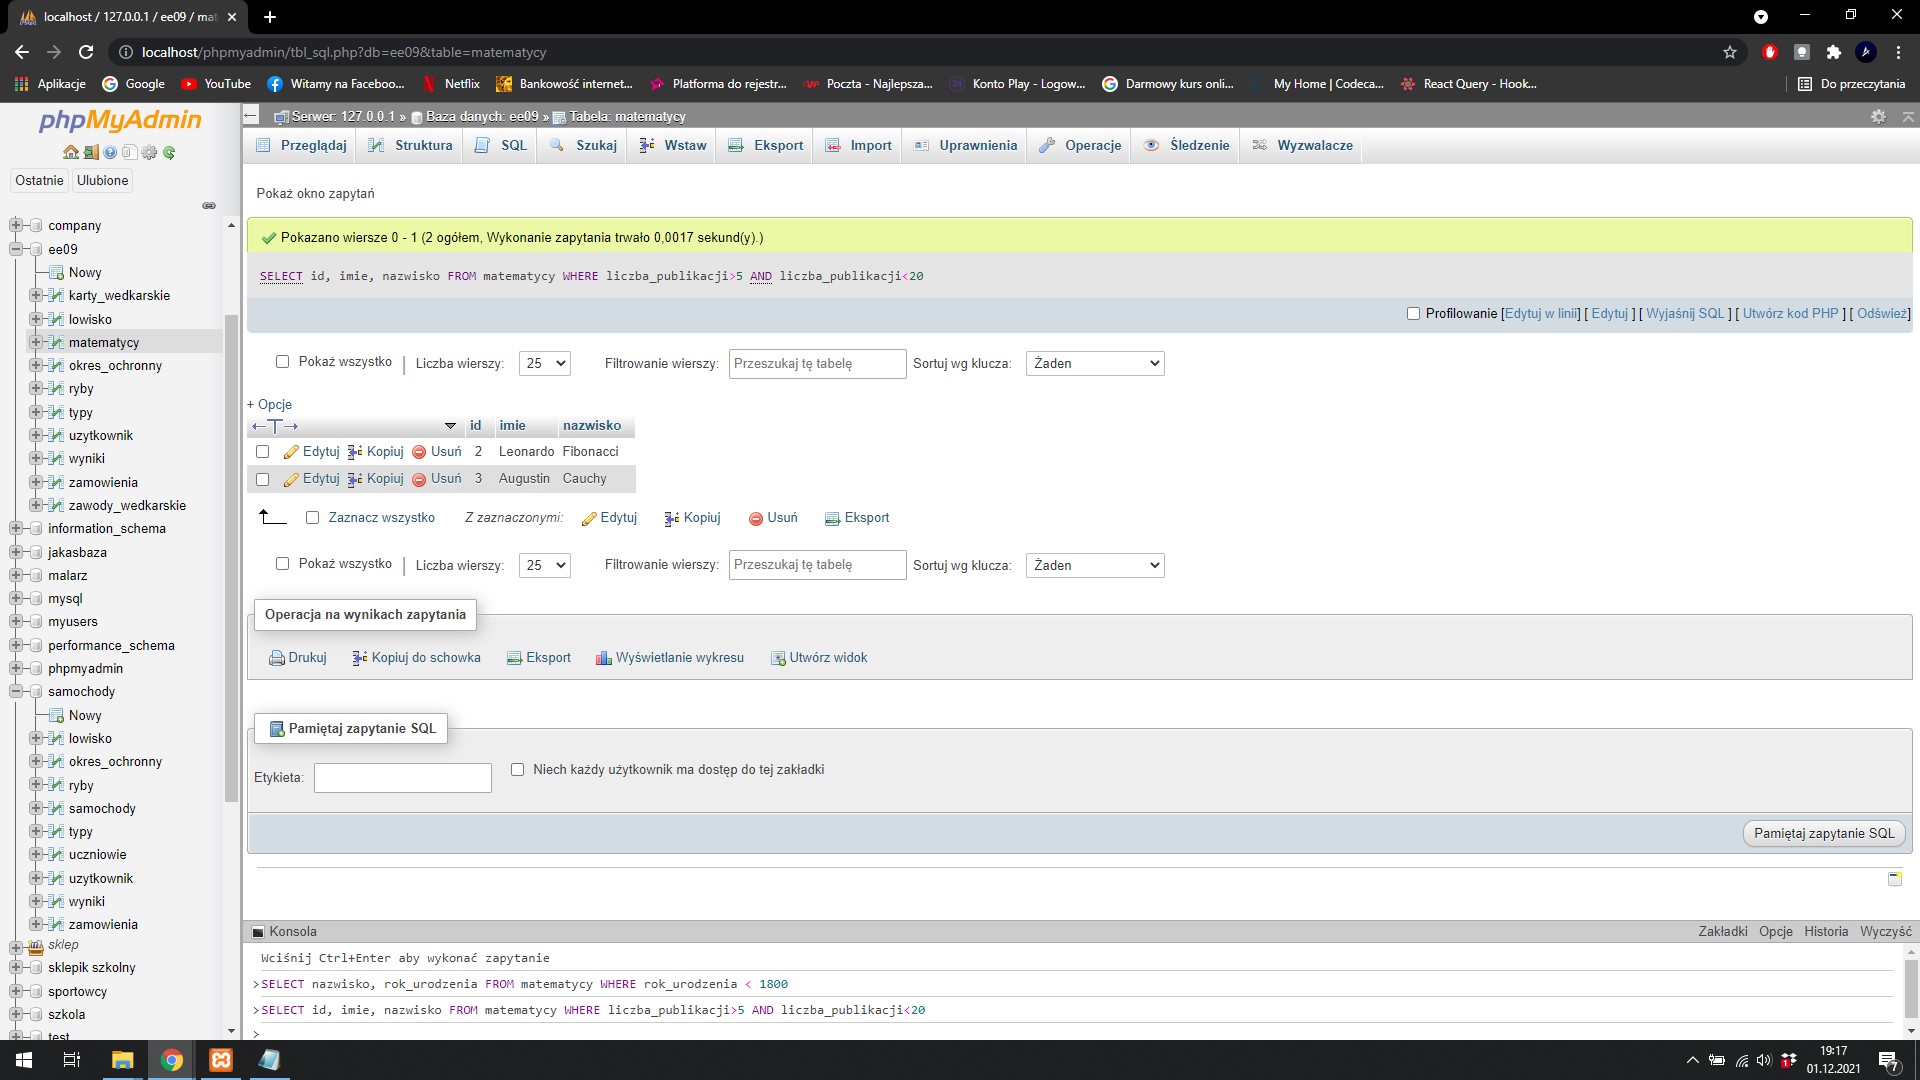 localhost / 127.0.0.1 / ee09 / mat
localhost/phpmyadmin/tbl_sql.php?db=ee09&table=matematycy
Aplikacje Google YouTube Witamy na Faceboo... Netflix Bankowość internet... Platforma do rejestr... Poczta - Najlepsza... 24 Konto Play - Logow... Darmowy kurs onli... My Home | Codeca... React Query - Hook... Do przeczytania
phpMyAdmin
Ostatnie Ulubione
company
ee09
Nowy
karty_wedkarskie
lowisko
matematycy
okres_ochronny
ryby
typy
uzytkownik
wyniki
zamowienia
zawody_wedkarskie
information_schema
jakasbaza
malarz
mysql
myusers
performance_schema
phpmyadmin
samochody
Nowy
lowisko
okres_ochronny
ryby
samochody
typy
uczniowie
uzytkownik
wyniki
zamowienia
sklep
sklepik szkolny
sportowcy
szkola
test
Serwer: 127.0.0.1 » Baza danych: ee09 » Tabela: matematycy
Przeglądaj Struktura SQL Szukaj Wstaw Eksport Import Uprawnienia Operacje Śledzenie Wyzwalacze
Pokaż okno zapytań
Pokazano wiersze 0 - 1 (2 ogółem, Wykonanie zapytania trwało 0,0017 sekund(y).)
SELECT id, imie, nazwisko FROM matematycy WHERE liczba_publikacji>5 AND liczba_publikacji<20
Profilowanie [Edytuj w linii] [ Edytuj ] [ Wyjaśnij SQL ] [ Utwórz kod PHP ] [ Odśwież]
Pokaż wszystko | Liczba wierszy: 25 Filtrowanie wierszy: Przeszukaj tę tabelę Sortuj wg klucza: Żaden
+ Opcje
←T→ id imie nazwisko
Edytuj Kopiuj Usuń 2 Leonardo Fibonacci
Edytuj Kopiuj Usuń 3 Augustin Cauchy
Zaznacz wszystko Z zaznaczonymi: Edytuj Kopiuj Usuń Eksport
Pokaż wszystko | Liczba wierszy: 25 Filtrowanie wierszy: Przeszukaj tę tabelę Sortuj wg klucza: Żaden
Operacja na wynikach zapytania
Drukuj Kopiuj do schowka Eksport Wyświetlanie wykresu Utwórz widok
Pamiętaj zapytanie SQL
Etykieta: Niech każdy użytkownik ma dostęp do tej zakładki
Pamiętaj zapytanie SQL
Konsola Zakładki Opcje Historia Wyczyść
Wciśnij Ctrl+Enter aby wykonać zapytanie
>SELECT nazwisko, rok_urodzenia FROM matematycy WHERE rok_urodzenia < 1800
>SELECT id, imie, nazwisko FROM matematycy WHERE liczba_publikacji>5 AND liczba_publikacji<20
>
1 19:17 7
01.12.2021